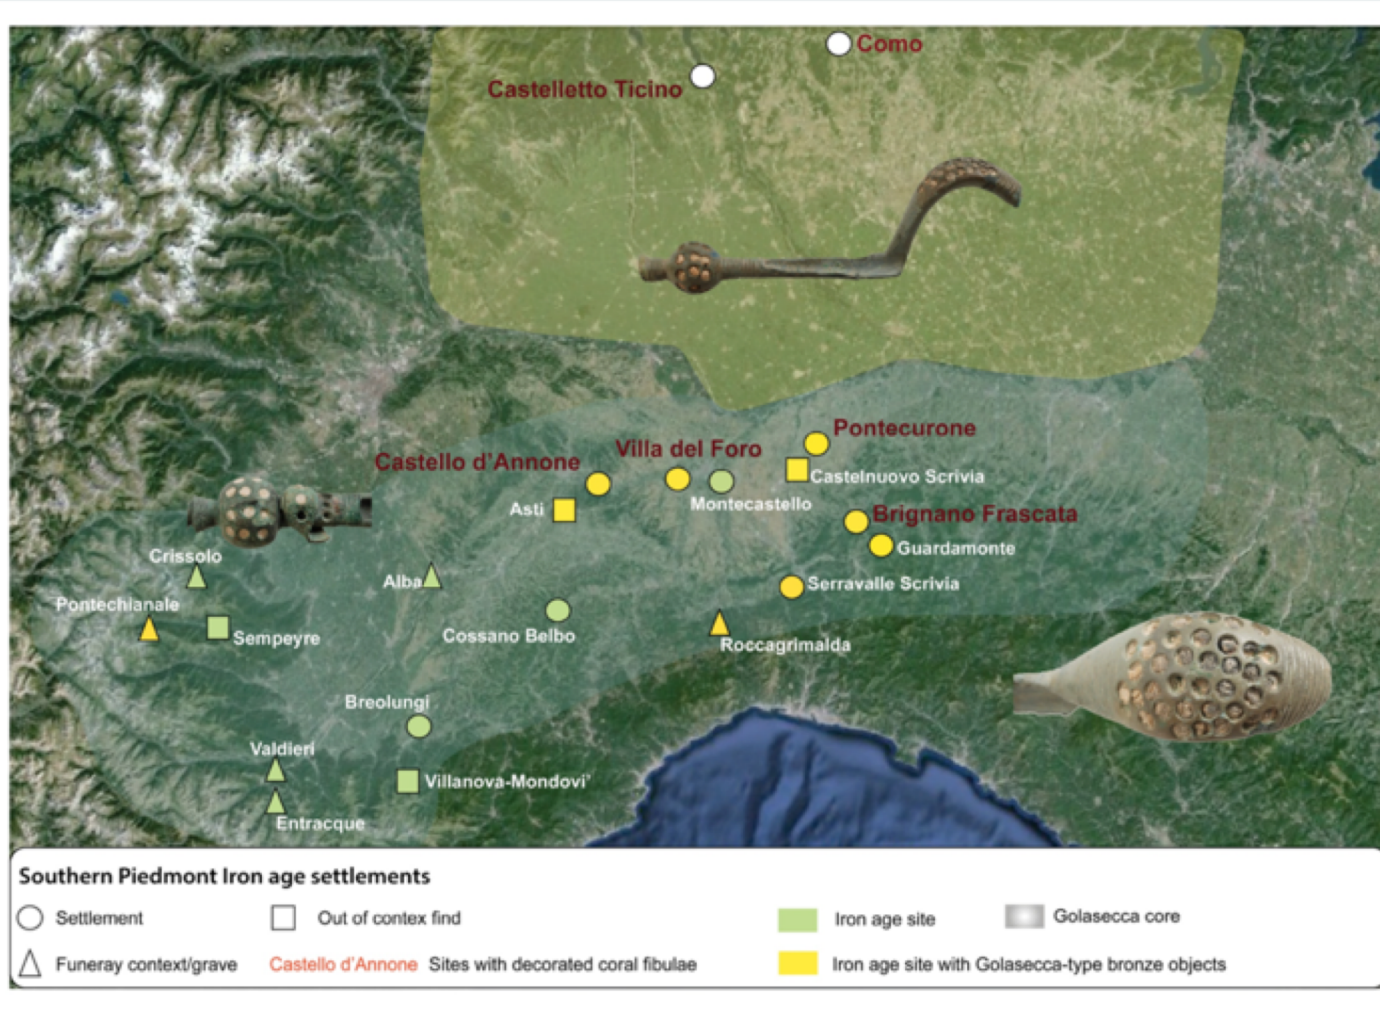 Como
Castelletto Ticino
Pontecurone
Villa del Foro
Castello d'Annone
Castelnuovo Scrivia
Montecastello
Asti
Brignano Frascata
Guardamonte
Crissolo
Alba
Serravalle Scrivia
Pontechianale
Sempeyre
Cossano Belbo
Roccagrimalda
Breolungi
Valdieri
Villanova-Mondovi'
Entracque
Southern Piedmont Iron age settlements
Settlement
Out of contex find
Iron age site
Golasecca core
Funeray context/grave
Castello d'Annone Sites with decorated coral fibulae
Iron age site with Golasecca-type bronze objects